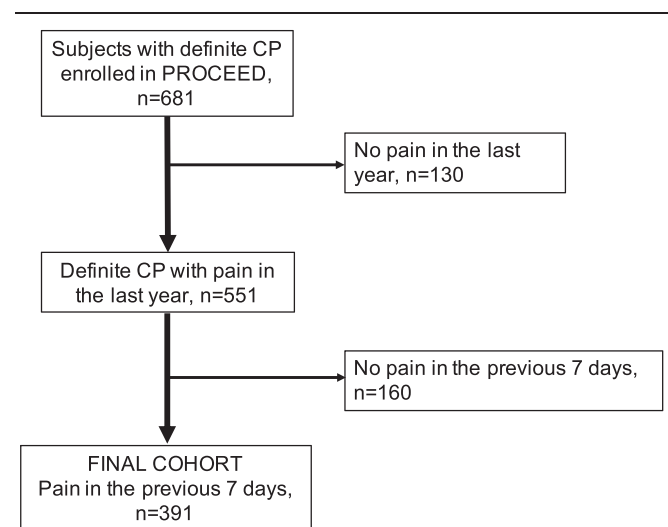 Subjects with definite CP
enrolled in PROCEED,
n=681
No pain in the last
year, n=130
Definite CP with pain in
the last year, n=551
No pain in the previous 7 days,
n=160
FINAL COHORT
Pain in the previous 7 days,
n=391